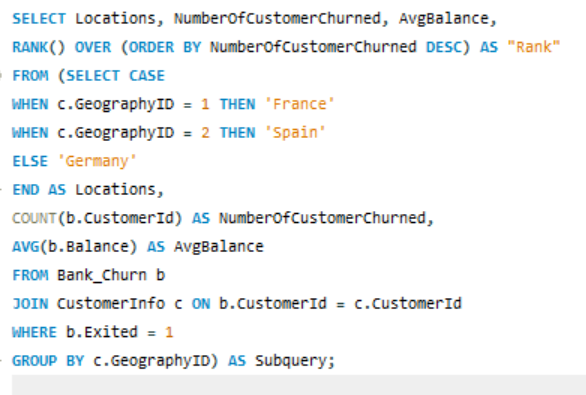 SELECT Locations, NumberOfCustomerChurned, AvgBalance,
RANK() OVER (ORDER BY NumberOfCustomerChurned DESC) AS "Rank"
FROM (SELECT CASE
WHEN c.GeographyID = 1 THEN 'France'
WHEN c.GeographyID = 2 THEN 'Spain'
ELSE 'Germany'
END AS Locations,
COUNT(b.CustomerId) AS NumberOfCustomerChurned,
AVG(b.Balance) AS AvgBalance
FROM Bank_Churn b
JOIN CustomerInfo c ON b.CustomerId = c.CustomerId
WHERE b.Exited = 1
GROUP BY c.GeographyID) AS Subquery;